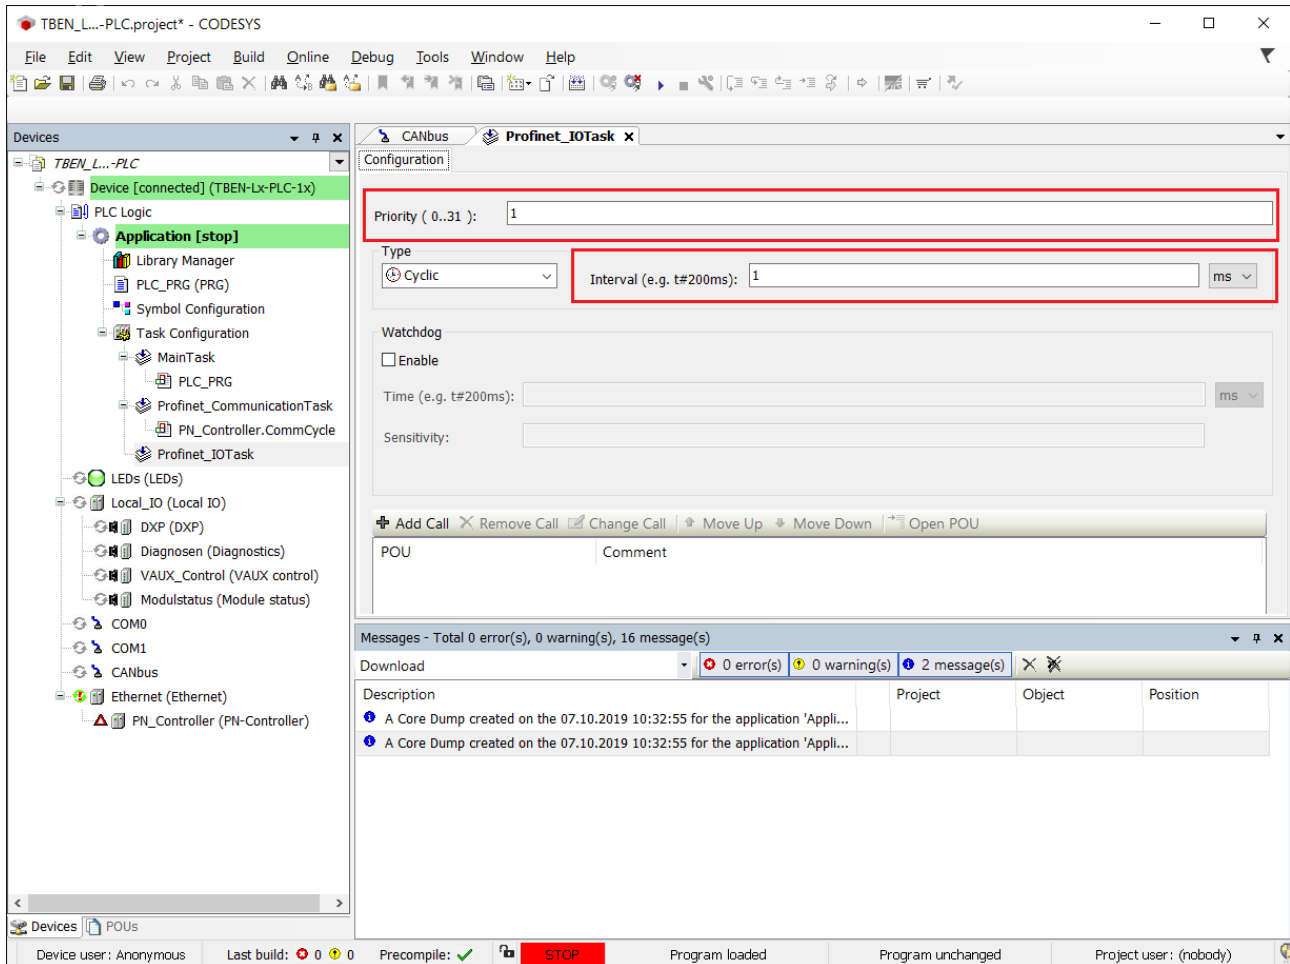 TBEN_L...-PLC.project* - CODESYS
File Edit View Project Build Online Debug Tools Window Help
Devices
TBEN_L...-PLC
Device [connected] (TBEN-Lx-PLC-1x)
PLC Logic
Application [stop]
Library Manager
PLC_PRG (PRG)
Symbol Configuration
Task Configuration
MainTask
PLC_PRG
Profinet_CommunicationTask
PN_Controller.CommCycle
Profinet_IOTask
LEDs (LEDs)
Local_IO (Local IO)
DXP (DXP)
Diagnosen (Diagnostics)
VAUX_Control (VAUX control)
Modulstatus (Module status)
COM0
COM1
CANbus
Ethernet (Ethernet)
PN_Controller (PN-Controller)
Devices POUs
CANbus Profinet_IOTask
Configuration
Priority ( 0..31 ): 1
Type
Cyclic Interval (e.g. t#200ms): 1 ms
Watchdog
Enable
Time (e.g. t#200ms): ms
Sensitivity:
Add Call Remove Call Change Call Move Up Move Down Open POU
POU Comment
Messages - Total 0 error(s), 0 warning(s), 16 message(s)
Download 0 error(s) 0 warning(s) 2 message(s)
Description Project Object Position
A Core Dump created on the 07.10.2019 10:32:55 for the application 'Appli...
A Core Dump created on the 07.10.2019 10:32:55 for the application 'Appli...
Device user: Anonymous Last build: 0 0 Precompile: STOP Program loaded Program unchanged Project user: (nobody)